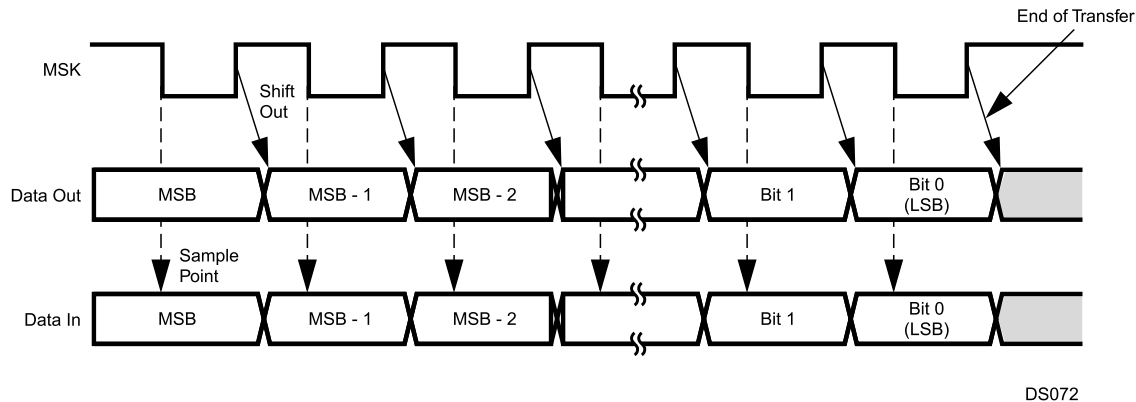 End of Transfer
MSK
Shift
Out
Data Out
MSB
MSB - 1
MSB - 2
Bit 1
Bit 0
(LSB)
Sample
Point
Data In
MSB
MSB - 1
MSB - 2
Bit 1
Bit 0
(LSB)
DS072